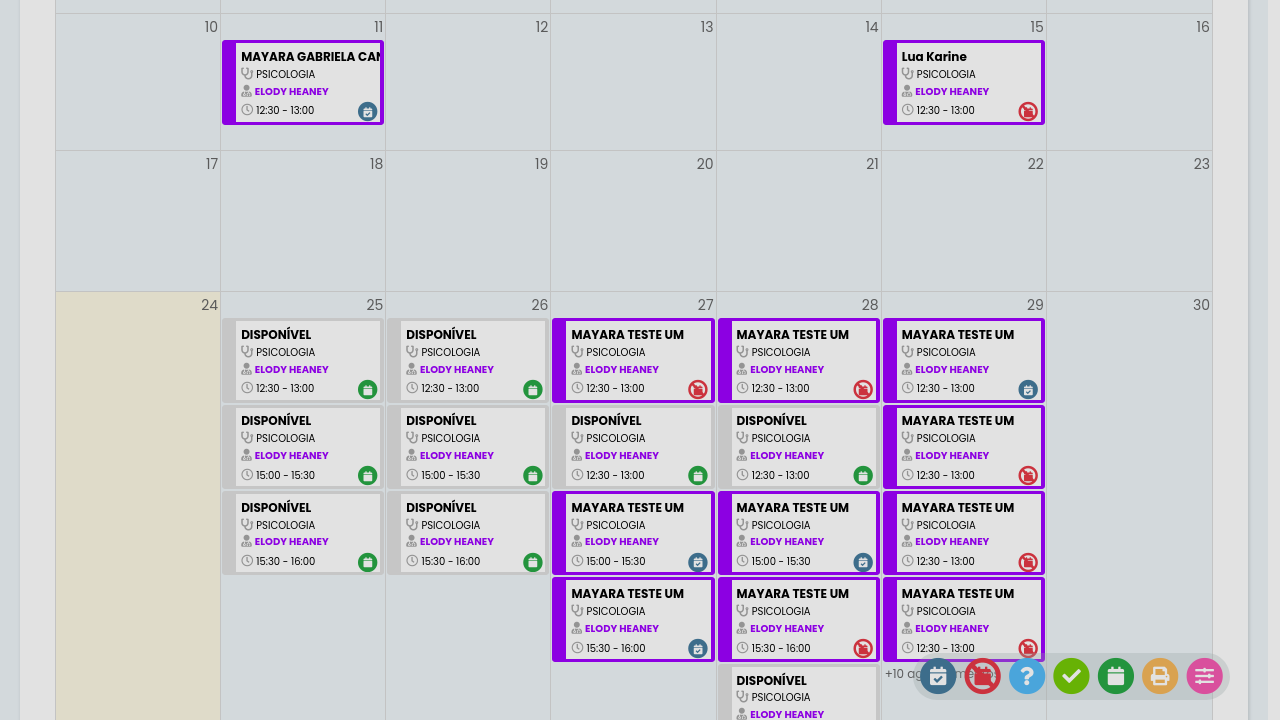 10
11
12
13
14
15
16
MAYARA GABRIELA
PSICOLOGIA
ELODY HEANEY
12:30 - 13:00
Lua Karine
PSICOLOGIA
ELODY HEANEY
12:30 - 13:00
17
18
19
20
21
22
23
24
25
26
27
28
29
30
DISPONÍVEL
PSICOLOGIA
ELODY HEANEY
12:30 - 13:00
DISPONÍVEL
PSICOLOGIA
ELODY HEANEY
15:00 - 15:30
DISPONÍVEL
PSICOLOGIA
ELODY HEANEY
15:30 - 16:00
DISPONÍVEL
PSICOLOGIA
ELODY HEANEY
12:30 - 13:00
DISPONÍVEL
PSICOLOGIA
ELODY HEANEY
15:00 - 15:30
DISPONÍVEL
PSICOLOGIA
ELODY HEANEY
15:30 - 16:00
MAYARA TESTE UM
PSICOLOGIA
ELODY HEANEY
12:30 - 13:00
DISPONÍVEL
PSICOLOGIA
ELODY HEANEY
12:30 - 13:00
MAYARA TESTE UM
PSICOLOGIA
ELODY HEANEY
15:00 - 15:30
MAYARA TESTE UM
PSICOLOGIA
ELODY HEANEY
15:30 - 16:00
MAYARA TESTE UM
PSICOLOGIA
ELODY HEANEY
12:30 - 13:00
DISPONÍVEL
PSICOLOGIA
ELODY HEANEY
12:30 - 13:00
MAYARA TESTE UM
PSICOLOGIA
ELODY HEANEY
15:00 - 15:30
MAYARA TESTE UM
PSICOLOGIA
ELODY HEANEY
15:30 - 16:00
DISPONÍVEL
PSICOLOGIA
ELODY HEANEY
MAYARA TESTE UM
PSICOLOGIA
ELODY HEANEY
12:30 - 13:00
MAYARA TESTE UM
PSICOLOGIA
ELODY HEANEY
12:30 - 13:00
MAYARA TESTE UM
PSICOLOGIA
ELODY HEANEY
12:30 - 13:00
MAYARA TESTE UM
PSICOLOGIA
ELODY HEANEY
12:30 - 13:00
+10